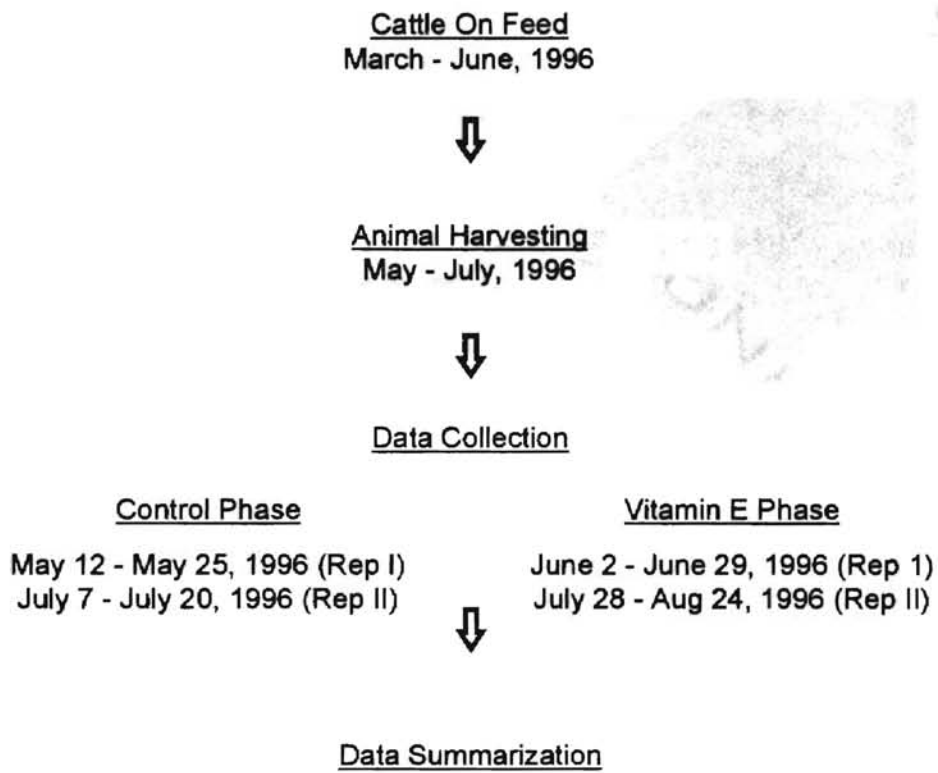 Cattle On Feed
March - June, 1996
Animal Harvesting
May - July, 1996
Data Collection
Control Phase
May 12 - May 25, 1996 (Rep I)
July 7 - July 20, 1996 (Rep II)
Vitamin E Phase
June 2 - June 29, 1996 (Rep 1)
July 28 - Aug 24, 1996 (Rep II)
Data Summarization